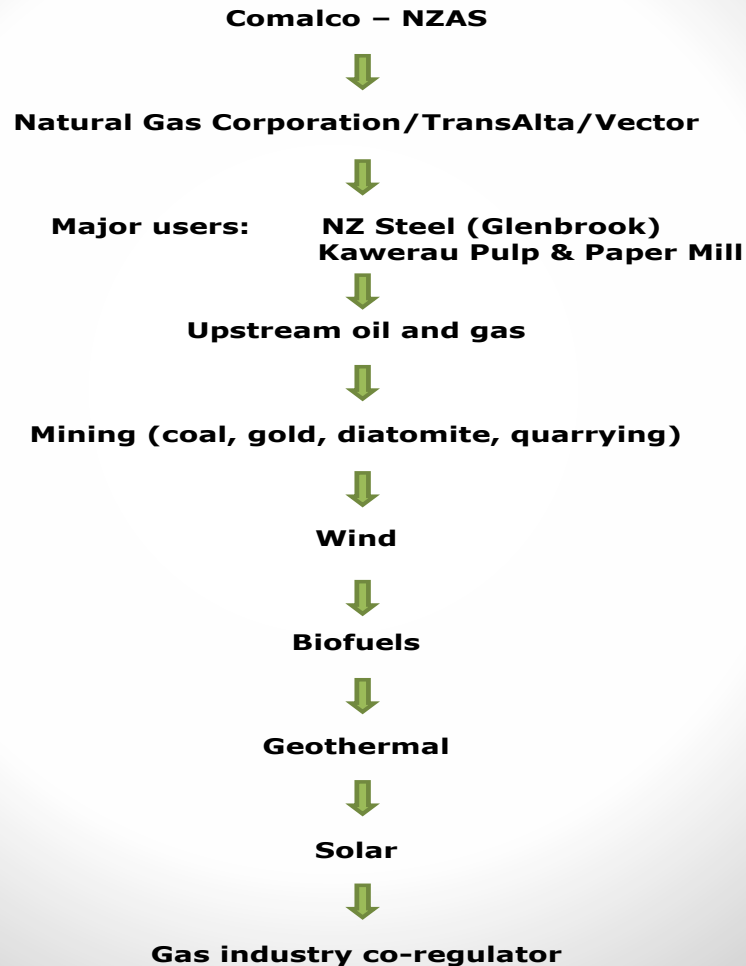 Comalco – NZAS
Natural Gas Corporation/TransAlta/Vector
Major users: NZ Steel (Glenbrook)
Kawerau Pulp & Paper Mill
Upstream oil and gas
Mining (coal, gold, diatomite, quarrying)
Wind
Biofuels
Geothermal
Solar
Gas industry co-regulator